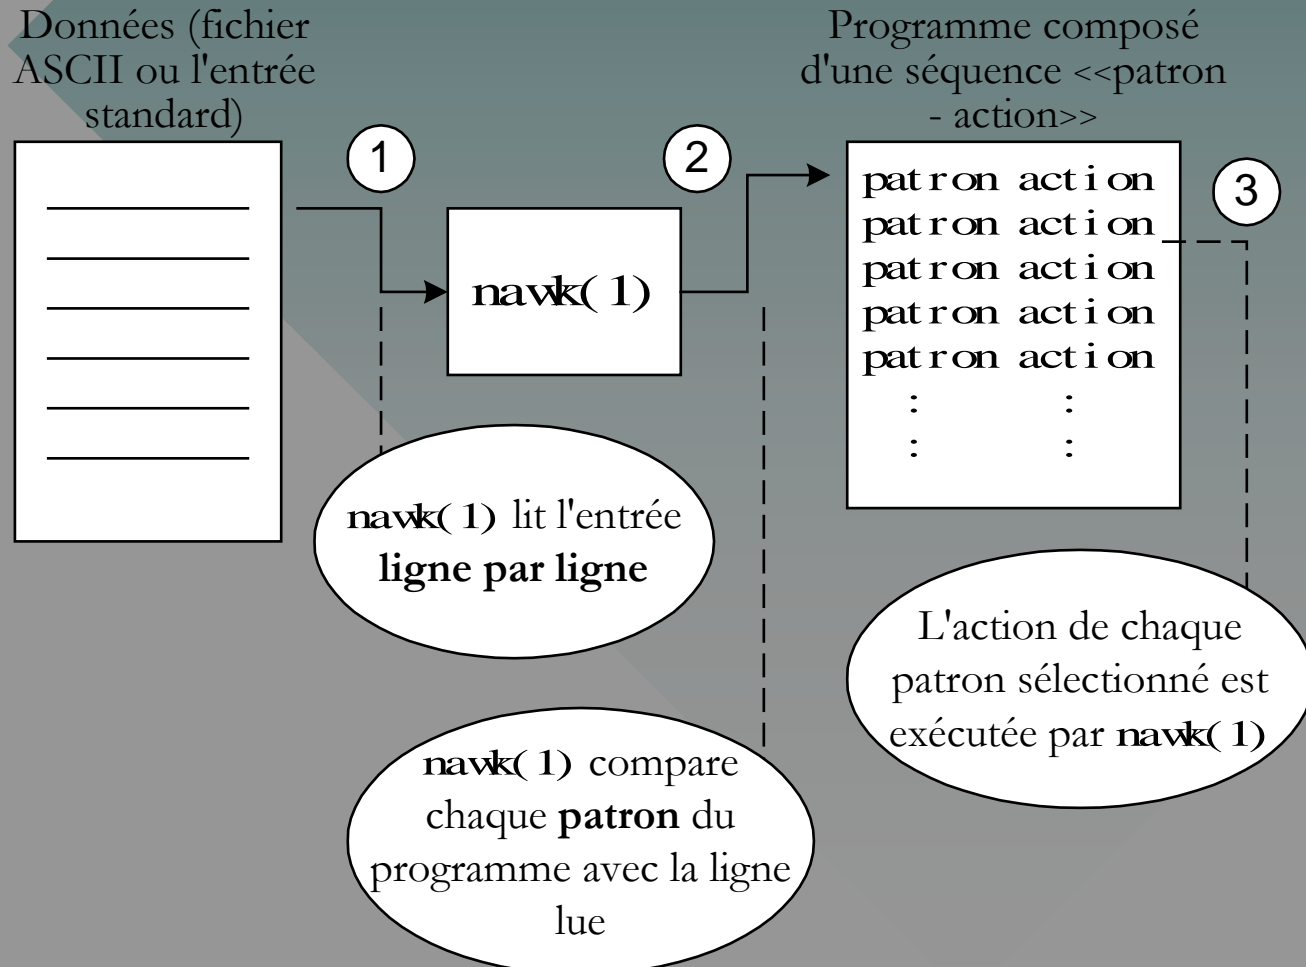 Données (fichier
ASCII ou l'entrée
standard)
Programme composé
d'une séquence <<patron
- action>>
1
2
3
nawk(1)
patron action
patron action
patron action
patron action
patron action
: :
: :
nawk(1) lit l'entrée
ligne par ligne
nawk(1) compare
chaque patron du
programme avec la ligne
lue
L'action de chaque
patron sélectionné est
exécutée par nawk(1)